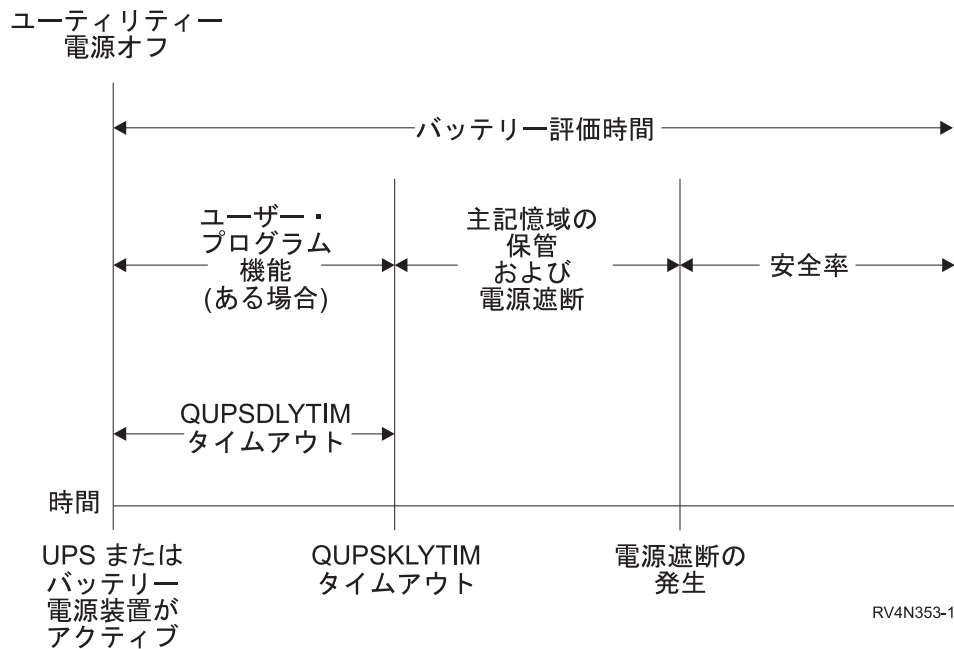 ユーティリティー
電源オフ
バッテリー評価時間
ユーザー・
プログラム
機能
(ある場合)
主記憶域の
保管
および
電源遮断
安全率
QUPSDLYTIM
タイムアウト
時間
UPS または
バッテリー
電源装置が
アクティブ
QUPSKLYTIM
タイムアウト
電源遮断の
発生
RV4N353-1